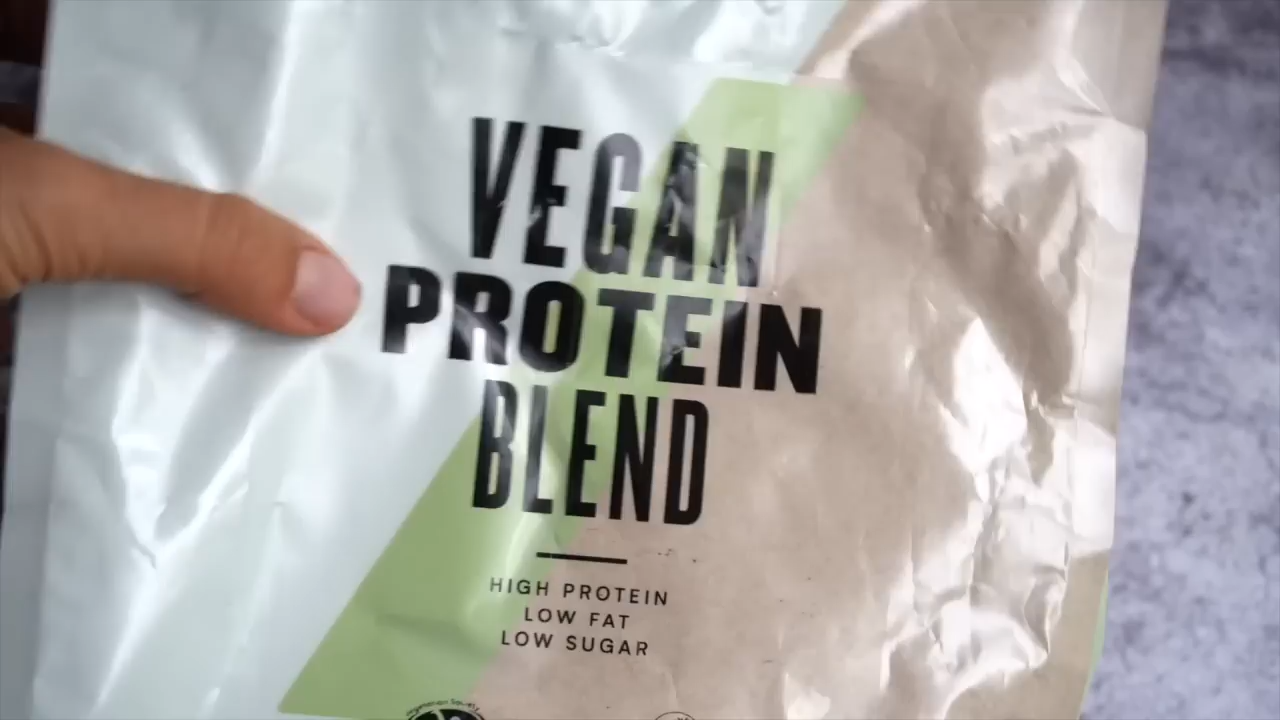 VEGAN
PROTEIN
BLEND
HIGH PROTEIN
LOW FAT
LOW SUGAR